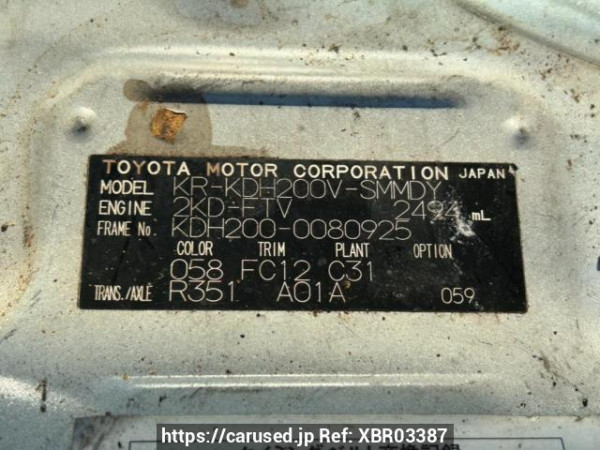 TOYOTA MOTOR CORPORATION JAPAN
MODEL KR-KDH200V-SMMDY
ENGINE 2KD-FTV 2494 mL
FRAME No. KDH200-0080925
COLOR TRIM PLANT OPTION
058 FC12 C31
TRANS./AXLE R351 A01A 059
https://carused.jp Ref: XBR03387